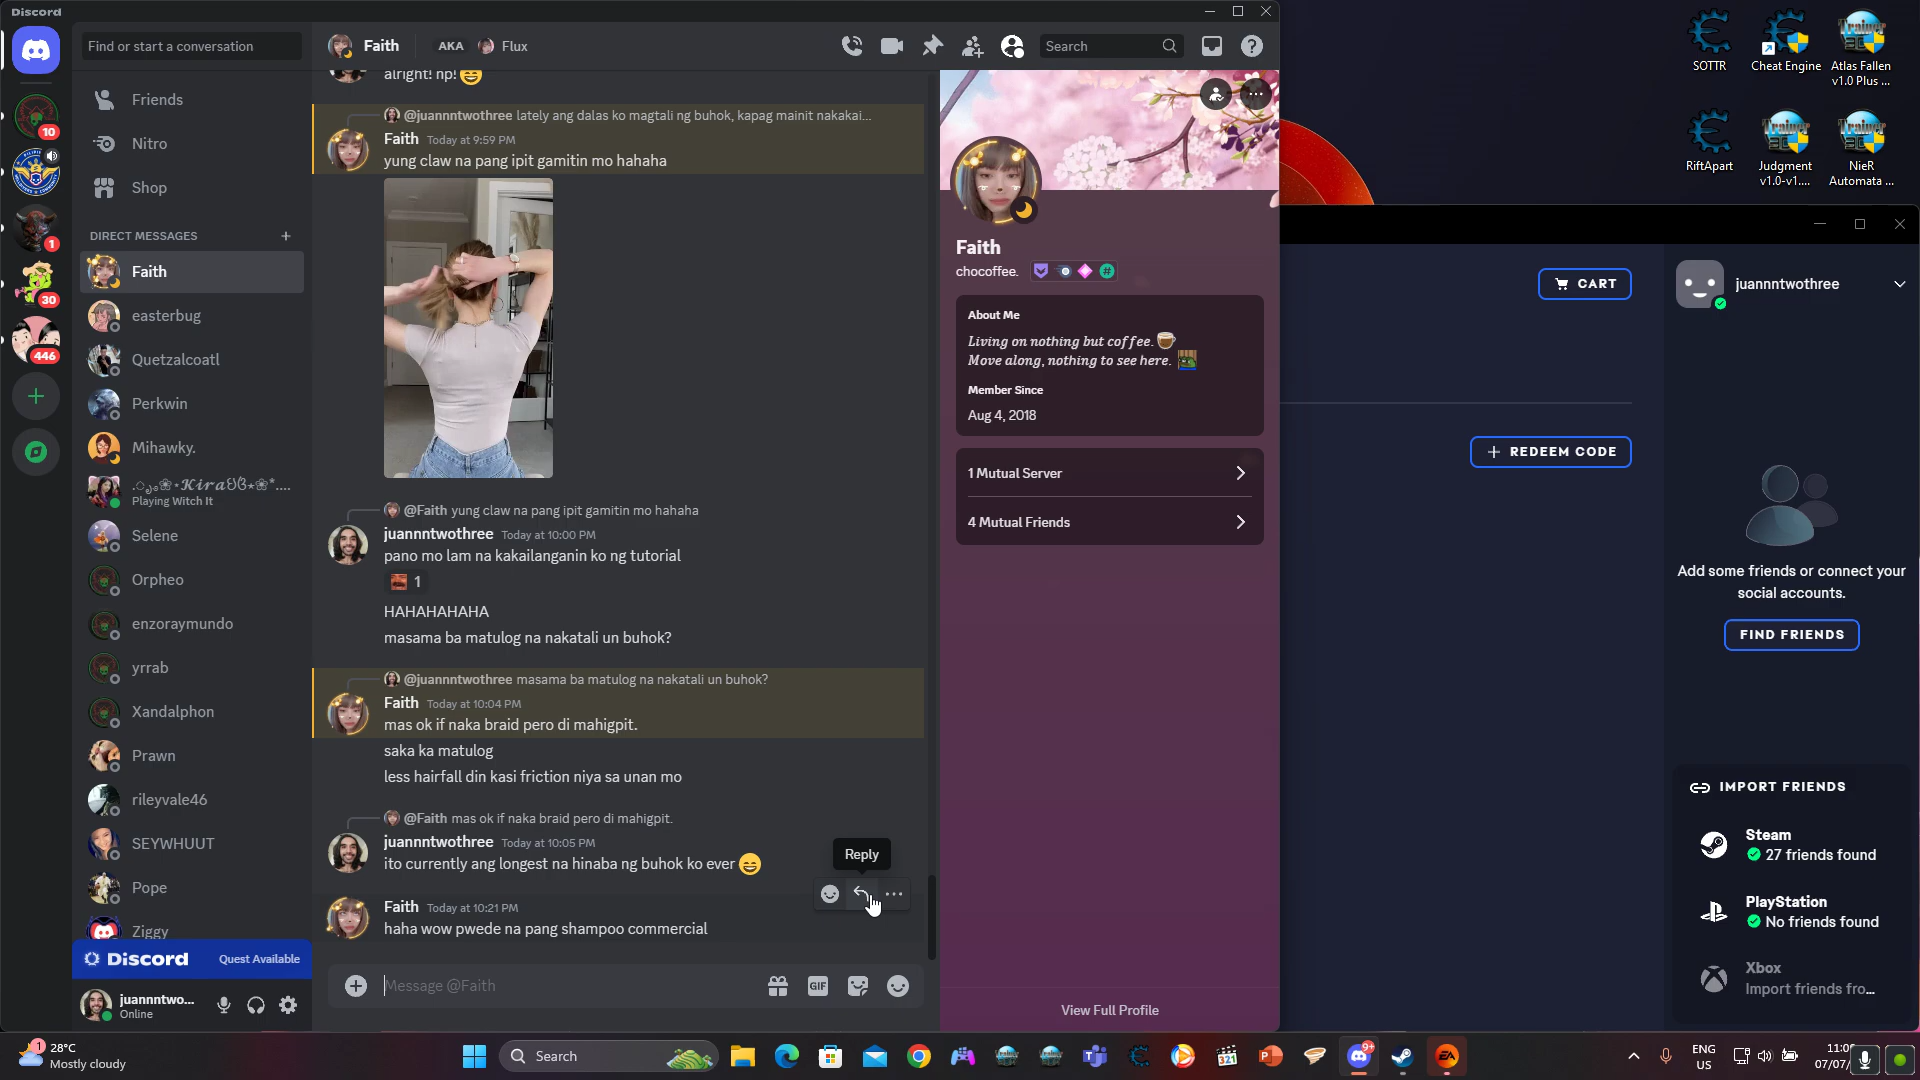 Discord
Find or start a conversation
Friends
Nitro
Shop
DIRECT MESSAGES
Faith
easterbug
Quetzalcoatl
Perkwin
Mihawky.
Playing Witch It
Selene
Orpheo
enzoraymundo
yrrab
Xandalphon
Prawn
rileyvale46
SEYWHUUT
Pope
Ziggy
Discord
Quest Available
juannntwo...
Online
10
1
30
446
Faith
AKA
Flux
Search
alright! np!
@juannntwothree lately ang dalas ko magtali ng buhok, kapag mainit nakakai...
Faith Today at 9:59 PM
yung claw na pang ipit gamitin mo hahaha
@Faith yung claw na pang ipit gamitin mo hahaha
juannntwothree Today at 10:00 PM
pano mo lam na kakailanganin ko ng tutorial
1
HAHAHAHAHA
masama ba matulog na nakatali un buhok?
@juannntwothree masama ba matulog na nakatali un buhok?
Faith Today at 10:04 PM
mas ok if naka braid pero di mahigpit.
saka ka matulog
less hairfall din kasi friction niya sa unan mo
@Faith mas ok if naka braid pero di mahigpit.
juannntwothree Today at 10:05 PM
ito currently ang longest na hinaba ng buhok ko ever
Reply
Faith Today at 10:21 PM
haha wow pwede na pang shampoo commercial
Message @Faith
GIF
Faith
chocoffee.
About Me
Living on nothing but coffee.
Move along, nothing to see here.
Member Since
Aug 4, 2018
1 Mutual Server
4 Mutual Friends
View Full Profile
SOTTR
Cheat Engine
Atlas Fallen
v1.0 Plus ...
RiftApart
Judgment
v1.0-v1....
NieR
Automata ...
CART
REDEEM CODE
juannntwothree
Add some friends or connect your
social accounts.
FIND FRIENDS
IMPORT FRIENDS
Steam
27 friends found
PlayStation
No friends found
Xbox
Import friends fro...
1
28°C
Mostly cloudy
Search
321
9+
EA
ENG
US
11:0
07/07/